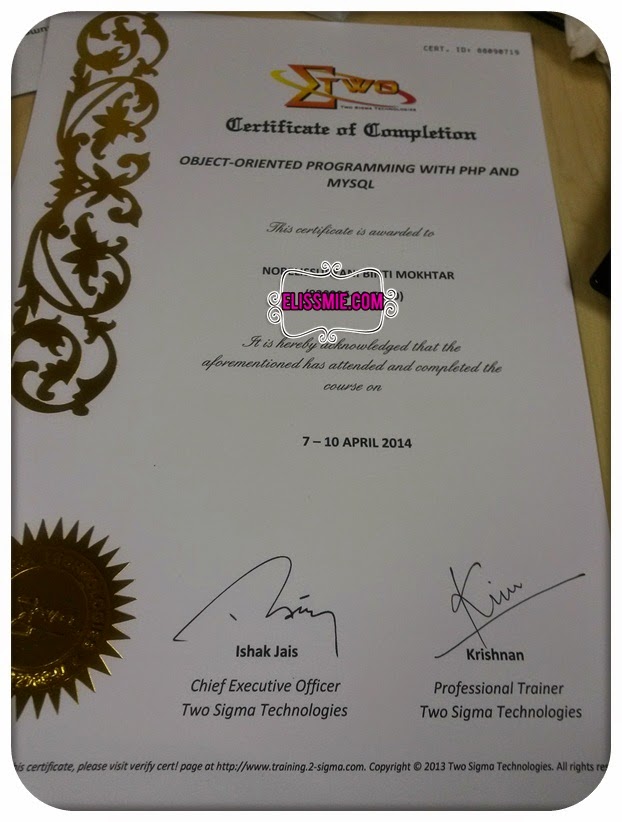 CERT. ID: 00090719
ΣTWO
TWO SIGMA TECHNOLOGIES
Certificate of Completion
OBJECT-ORIENTED PROGRAMMING WITH PHP AND
MYSQL
This certificate is awarded to
BINTI MOKHTAR
ELISSMIE.COM
It is hereby acknowledged that the
aforementioned has attended and completed the
course on
7 – 10 APRIL 2014
Kim
Ishak Jais
Krishnan
Chief Executive Officer
Professional Trainer
Two Sigma Technologies
Two Sigma Technologies
certificate, please visit verify cert! page at http://www.training.2-sigma.com. Copyright © 2013 Two Sigma Technologies. All rights